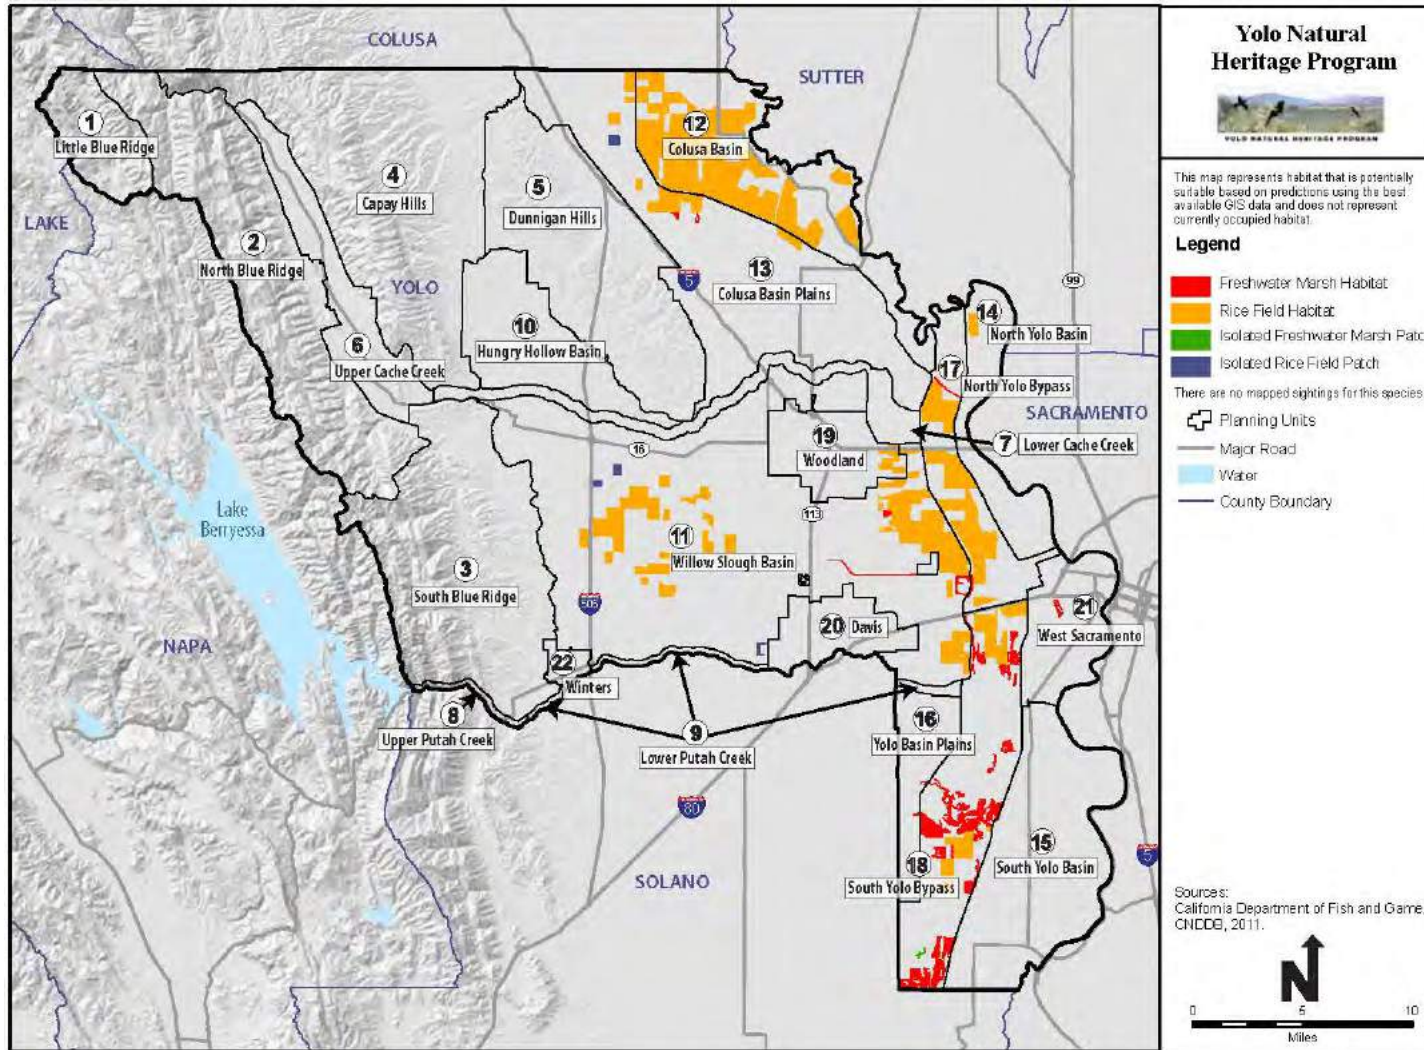 COLUSA
SUTTER
LAKE
YOLO
NAPA
SOLANO
SACRAMENTO
1
Little Blue Ridge
2
North Blue Ridge
3
South Blue Ridge
4
Capay Hills
5
Dunnigan Hills
6
Upper Cache Creek
7
Lower Cache Creek
8
Upper Putah Creek
9
Lower Putah Creek
10
Hungry Hollow Basin
11
Willow Slough Basin
12
Colusa Basin
13
Colusa Basin Plains
14
North Yolo Basin
15
South Yolo Basin
16
Yolo Basin Plains
17
North Yolo Bypass
18
South Yolo Bypass
19
Woodland
20
Davis
21
West Sacramento
22
Winters
Lake
Berryessa
5
99
16
113
505
80
5
Yolo Natural
Heritage Program
YOLO NATURAL HERITAGE PROGRAM
This map represents habitat that is potentially
suitable based on predictions using the best
available GIS data and does not represent
currently occupied habitat.
Legend
Freshwater Marsh Habitat
Rice Field Habitat
Isolated Freshwater Marsh Patc
Isolated Rice Field Patch
There are no mapped sightings for this species
Planning Units
Major Road
Water
County Boundary
Sources:
California Department of Fish and Game
CNDDB, 2011.
N
0 5 10
Miles